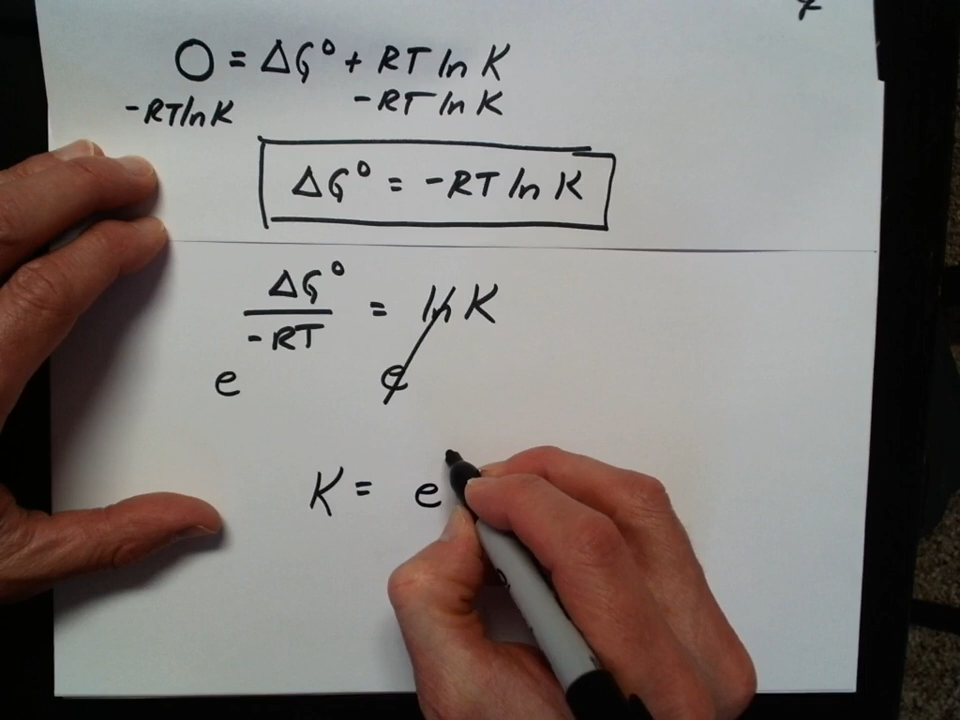 0 = ΔG° + RT ln K
-RT ln K -RT ln K
ΔG° = -RT ln K
ΔG° / -RT = ln K
e e
K = e